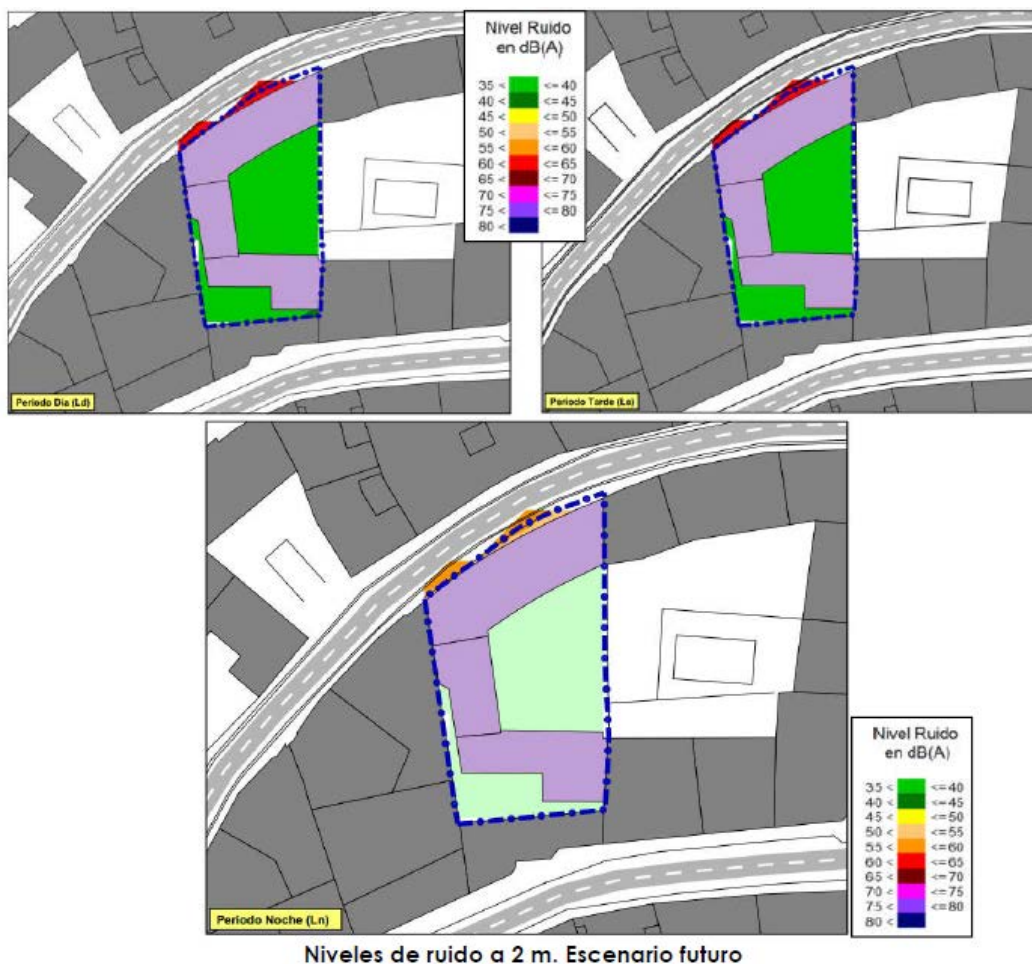 Nivel Ruido
en dB(A)
35 < <= 40
40 < <= 45
45 < <= 50
50 < <= 55
55 < <= 60
60 < <= 65
65 < <= 70
70 < <= 75
75 < <= 80
80 <
Periodo Día (Ld)
Periodo Tarde (Le)
Nivel Ruido
en dB(A)
35 < <= 40
40 < <= 45
45 < <= 50
50 < <= 55
55 < <= 60
60 < <= 65
65 < <= 70
70 < <= 75
75 < <= 80
80 <
Periodo Noche (Ln)
Niveles de ruido a 2 m. Escenario futuro